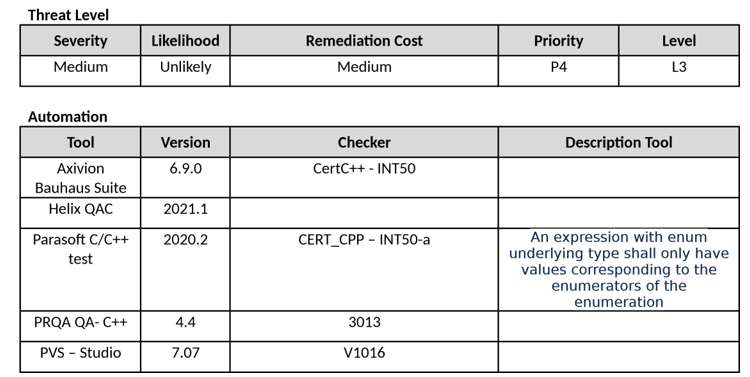 Threat Level
Severity Likelihood Remediation Cost Priority Level
Medium Unlikely Medium P4 L3
Automation
Tool Version Checker Description Tool
Axivion 6.9.0 CertC++ - INT50
Bauhaus Suite
Helix QAC 2021.1
Parasoft C/C++ 2020.2 CERT_CPP – INT50-a An expression with enum
test underlying type shall only have
values corresponding to the
enumerators of the
enumeration
PRQA QA- C++ 4.4 3013
PVS – Studio 7.07 V1016